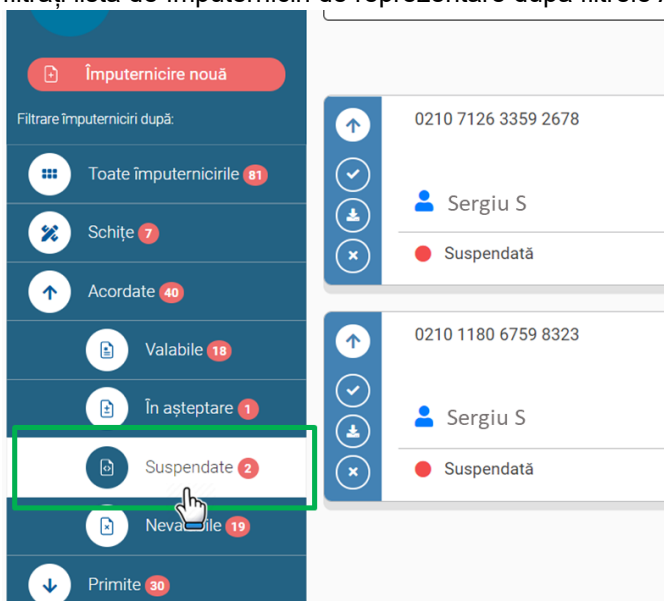 Împuternicire nouă
Filtrare împuterniciri după:
Toate împuternicirile 81
Schițe 7
Acordate 40
Valabile 18
În așteptare 1
Suspendate 2
19
Primite 30
0210 7126 3359 2678
Sergiu S
Suspendată
0210 1180 6759 8323
Sergiu S
Suspendată